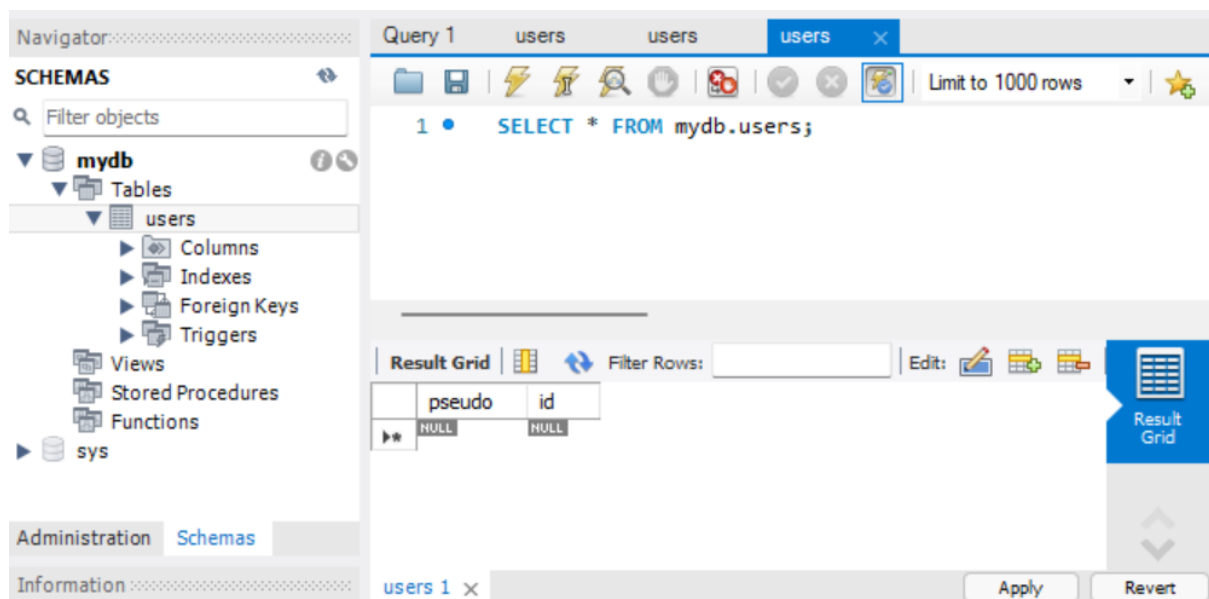 Navigator
SCHEMAS
Filter objects
mydb
Tables
users
Columns
Indexes
Foreign Keys
Triggers
Views
Stored Procedures
Functions
sys
Administration Schemas
Information
Query 1 users users users
Limit to 1000 rows
1 SELECT * FROM mydb.users;
Result Grid Filter Rows: Edit:
pseudo id
NULL NULL
Result
Grid
users 1 Apply Revert